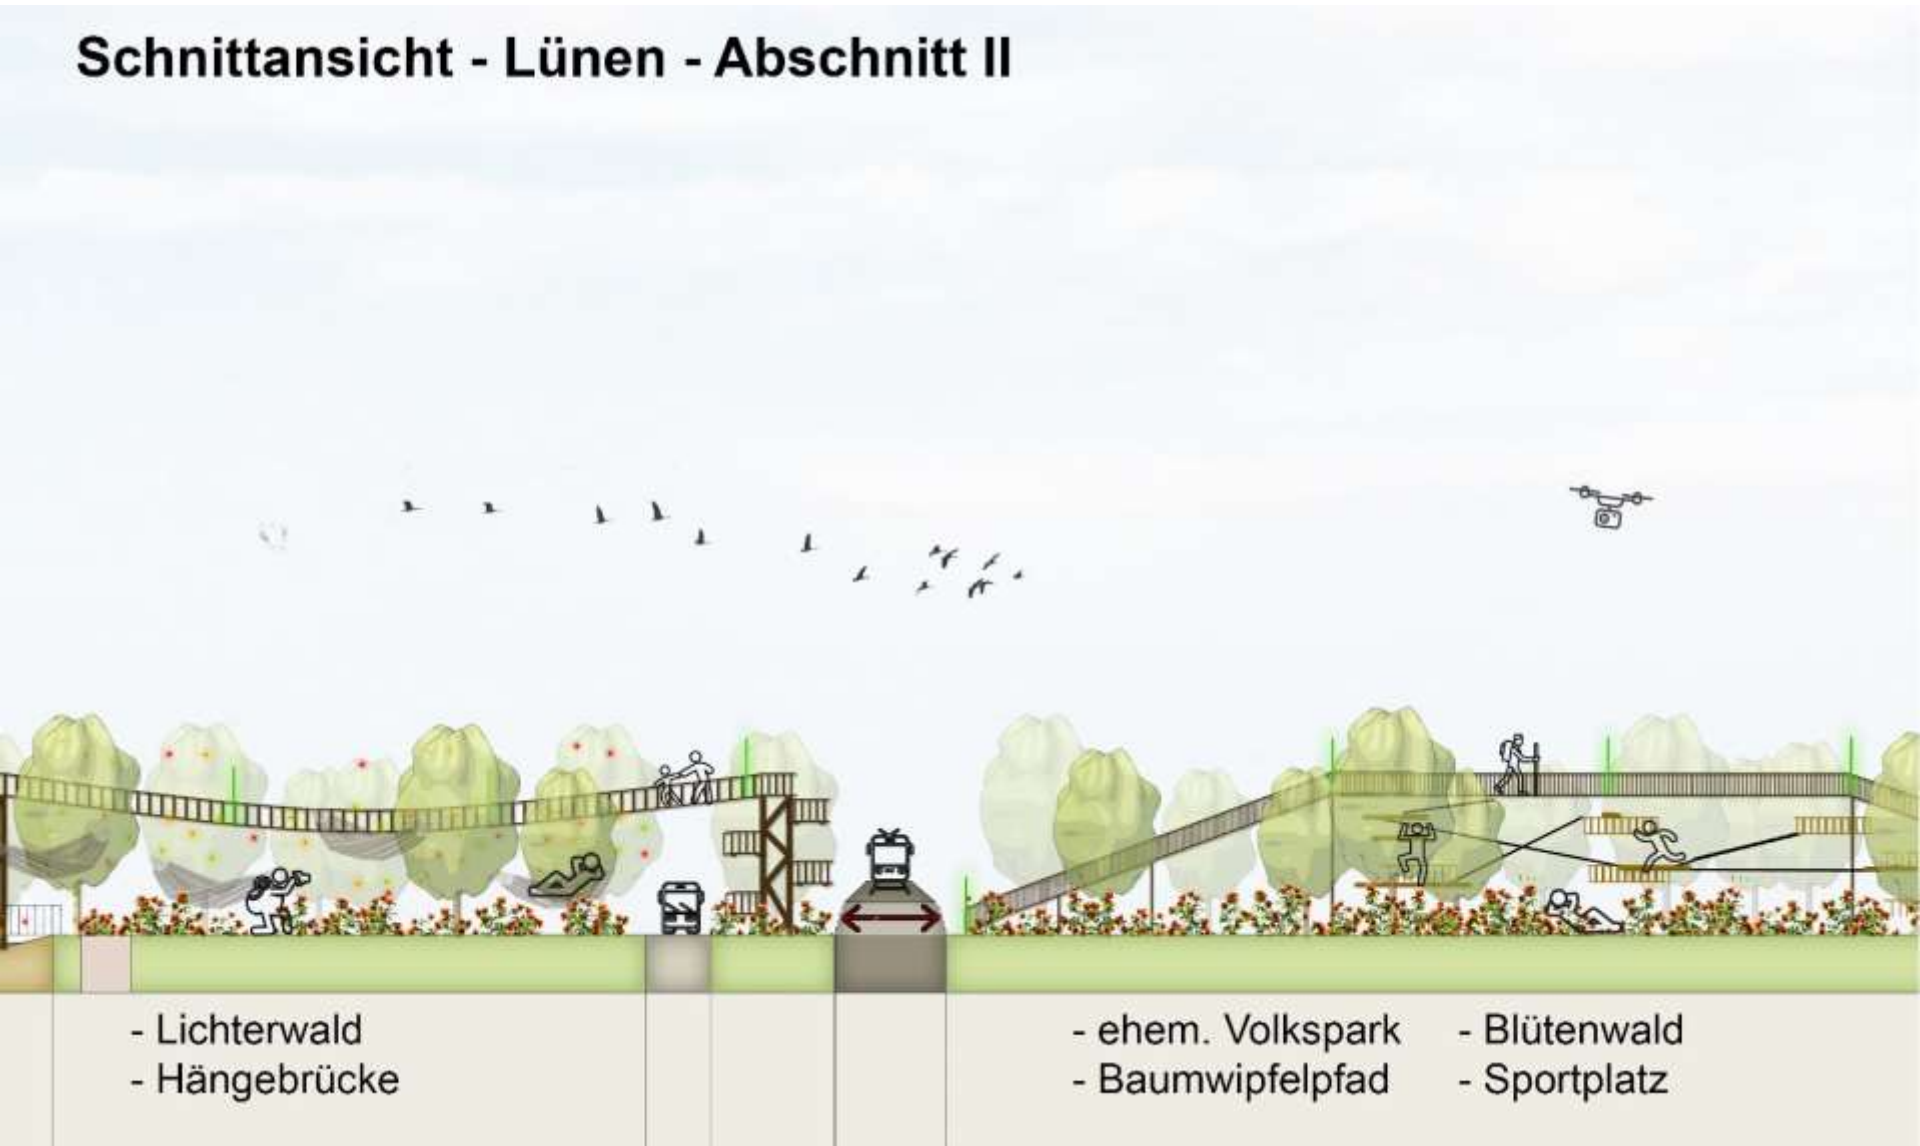 Schnittansicht - Lünen - Abschnitt II
- Lichterwald
- Hängebrücke
- ehem. Volkspark
- Baumwipfelpfad
- Blütenwald
- Sportplatz